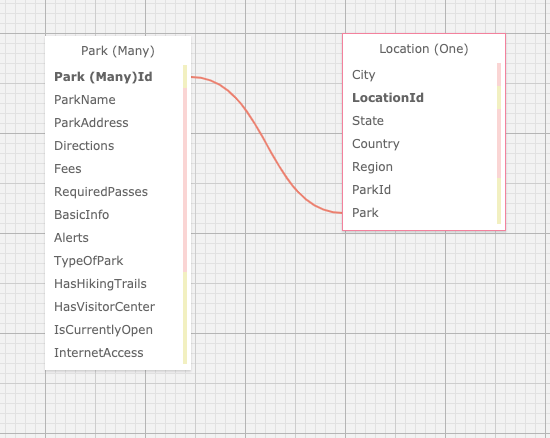 Park (Many)
Park (Many)Id
ParkName
ParkAddress
Directions
Fees
RequiredPasses
BasicInfo
Alerts
TypeOfPark
HasHikingTrails
HasVisitorCenter
IsCurrentlyOpen
InternetAccess
Location (One)
City
LocationId
State
Country
Region
ParkId
Park